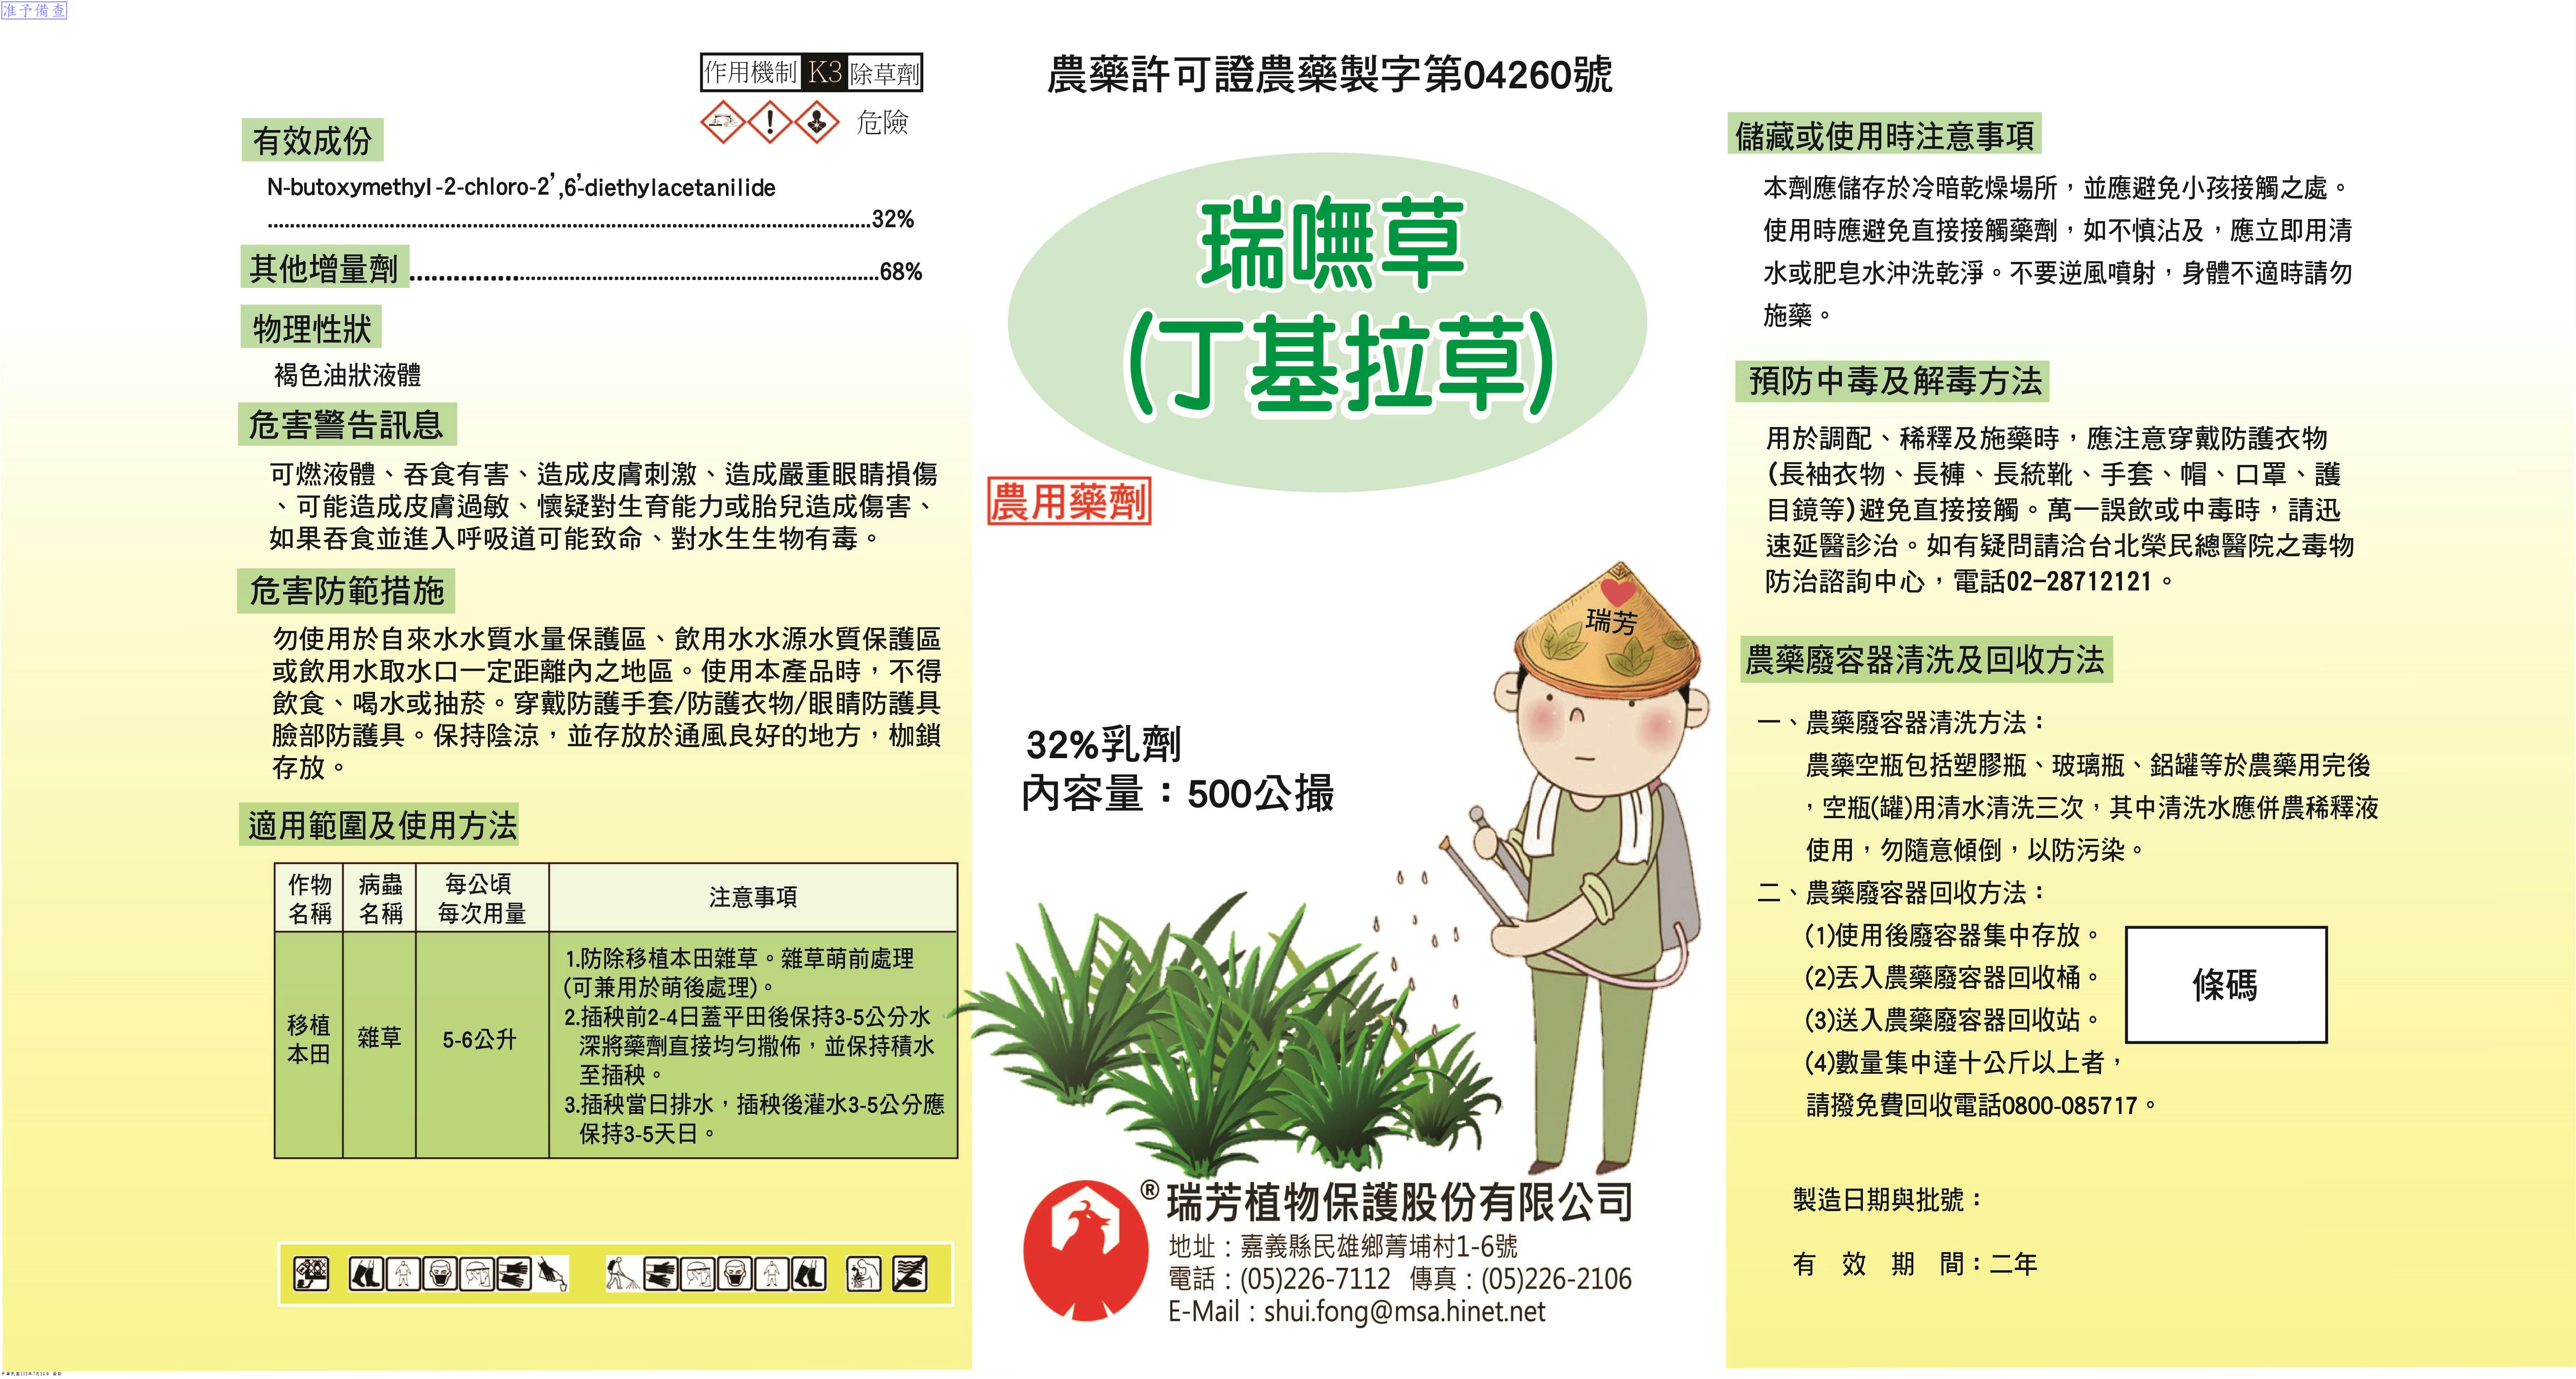 准予備查
作用機制 K3 除草劑
危險
有效成份
N-butoxymethyl-2-chloro-2’,6’-diethylacetanilide
........................................................................................................32%
其他增量劑................................................................................68%
物理性狀
褐色油狀液體
危害警告訊息
可燃液體、吞食有害、造成皮膚刺激、造成嚴重眼睛損傷
、可能造成皮膚過敏、懷疑對生育能力或胎兒造成傷害、
如果吞食並進入呼吸道可能致命、對水生生物有毒。
危害防範措施
勿使用於自來水水質水量保護區、飲用水水源水質保護區
或飲用水取水口一定距離內之地區。使用本產品時，不得
飲食、喝水或抽菸。穿戴防護手套/防護衣物/眼睛防護具
臉部防護具。保持陰涼，並存放於通風良好的地方，枷鎖
存放。
適用範圍及使用方法
作物
名稱
病蟲
名稱
每公頃
每次用量
注意事項
移植
本田
雜草
5-6公升
1.防除移植本田雜草。雜草萌前處理
(可兼用於萌後處理)。
2.插秧前2-4日蓋平田後保持3-5公分水
深將藥劑直接均勻撒佈，並保持積水
至插秧。
3.插秧當日排水，插秧後灌水3-5公分應
保持3-5天日。
農藥許可證農藥製字第04260號
瑞嘸草
(丁基拉草)
農用藥劑
瑞芳
32%乳劑
內容量：500公撮
®瑞芳植物保護股份有限公司
地址：嘉義縣民雄鄉菁埔村1-6號
電話：(05)226-7112 傳真：(05)226-2106
E-Mail：shui.fong@msa.hinet.net
儲藏或使用時注意事項
本劑應儲存於冷暗乾燥場所，並應避免小孩接觸之處。
使用時應避免直接接觸藥劑，如不慎沾及，應立即用清
水或肥皂水沖洗乾淨。不要逆風噴射，身體不適時請勿
施藥。
預防中毒及解毒方法
用於調配、稀釋及施藥時，應注意穿戴防護衣物
(長袖衣物、長褲、長統靴、手套、帽、口罩、護
目鏡等)避免直接接觸。萬一誤飲或中毒時，請迅
速延醫診治。如有疑問請洽台北榮民總醫院之毒物
防治諮詢中心，電話02-28712121。
農藥廢容器清洗及回收方法
一、農藥廢容器清洗方法：
農藥空瓶包括塑膠瓶、玻璃瓶、鋁罐等於農藥用完後
，空瓶(罐)用清水清洗三次，其中清洗水應併農稀釋液
使用，勿隨意傾倒，以防污染。
二、農藥廢容器回收方法：
(1)使用後廢容器集中存放。
(2)丟入農藥廢容器回收桶。
(3)送入農藥廢容器回收站。
(4)數量集中達十公斤以上者，
請撥免費回收電話0800-085717。
條碼
製造日期與批號：
有 效 期 間：二年